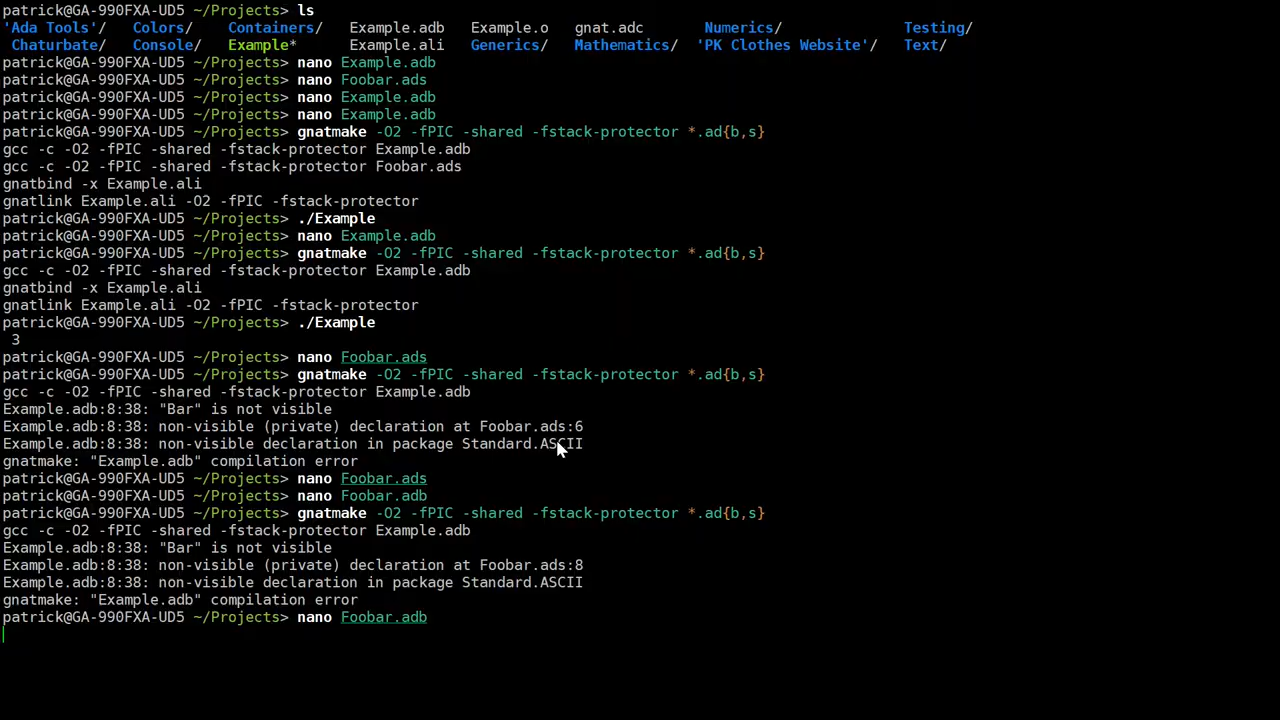 patrick@GA-990FXA-UD5 ~/Projects> ls
'Ada Tools'/ Colors/ Containers/ Example.adb Example.o gnat.adc Numerics/ Testing/
Chaturbate/ Console/ Example* Example.ali Generics/ Mathematics/ 'PK Clothes Website'/ Text/
patrick@GA-990FXA-UD5 ~/Projects> nano Example.adb
patrick@GA-990FXA-UD5 ~/Projects> nano Foobar.ads
patrick@GA-990FXA-UD5 ~/Projects> nano Example.adb
patrick@GA-990FXA-UD5 ~/Projects> nano Example.adb
patrick@GA-990FXA-UD5 ~/Projects> gnatmake -O2 -fPIC -shared -fstack-protector *.ad{b,s}
gcc -c -O2 -fPIC -shared -fstack-protector Example.adb
gcc -c -O2 -fPIC -shared -fstack-protector Foobar.ads
gnatbind -x Example.ali
gnatlink Example.ali -O2 -fPIC -fstack-protector
patrick@GA-990FXA-UD5 ~/Projects> ./Example
patrick@GA-990FXA-UD5 ~/Projects> nano Example.adb
patrick@GA-990FXA-UD5 ~/Projects> gnatmake -O2 -fPIC -shared -fstack-protector *.ad{b,s}
gcc -c -O2 -fPIC -shared -fstack-protector Example.adb
gnatbind -x Example.ali
gnatlink Example.ali -O2 -fPIC -fstack-protector
patrick@GA-990FXA-UD5 ~/Projects> ./Example
3
patrick@GA-990FXA-UD5 ~/Projects> nano Foobar.ads
patrick@GA-990FXA-UD5 ~/Projects> gnatmake -O2 -fPIC -shared -fstack-protector *.ad{b,s}
gcc -c -O2 -fPIC -shared -fstack-protector Example.adb
Example.adb:8:38: "Bar" is not visible
Example.adb:8:38: non-visible (private) declaration at Foobar.ads:6
Example.adb:8:38: non-visible declaration in package Standard.ASCII
gnatmake: "Example.adb" compilation error
patrick@GA-990FXA-UD5 ~/Projects> nano Foobar.ads
patrick@GA-990FXA-UD5 ~/Projects> nano Foobar.adb
patrick@GA-990FXA-UD5 ~/Projects> gnatmake -O2 -fPIC -shared -fstack-protector *.ad{b,s}
gcc -c -O2 -fPIC -shared -fstack-protector Example.adb
Example.adb:8:38: "Bar" is not visible
Example.adb:8:38: non-visible (private) declaration at Foobar.ads:8
Example.adb:8:38: non-visible declaration in package Standard.ASCII
gnatmake: "Example.adb" compilation error
patrick@GA-990FXA-UD5 ~/Projects> nano Foobar.adb